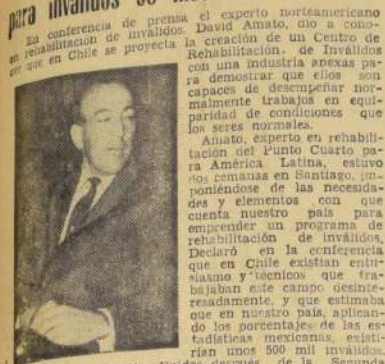 para inválidos se
En conferencia de prensa el experto norteamericano
en rehabilitación de inválidos, David Amato, dio a cono-
cer que en Chile se proyecta la creación de un Centro de
Rehabilitación de Inválidos
con una industria anexas pa-
ra demostrar que ellos son
capaces de desempeñar nor-
malmente trabajos en equi-
paridad de condiciones que
los seres normales.
Amato, experto en rehabili-
tación del Punto Cuarto pa-
ra América Latina, estuvo
dos semanas en Santiago, im-
poniéndose de las necesida-
des y elementos con que
cuenta nuestro país para
emprender un programa de
rehabilitación de inválidos.
Declaró en la conferencia
que en Chile existían entu-
siasmo y técnicos que tra-
bajaban este campo desinte-
resadamente, y que estimaba
que en nuestro país, aplican-
do los porcentajes de las es-
tadísticas mexicanas, existi-
rían unos 500 mil inválidos
después de la Segunda